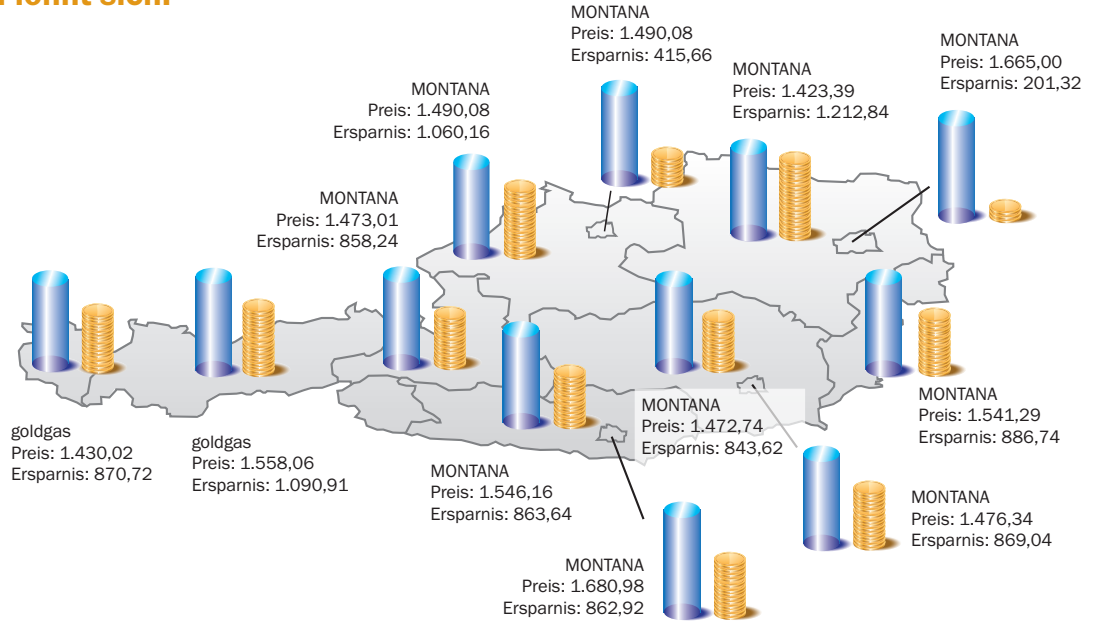 MONTANA
Preis: 1.490,08
Ersparnis: 415,66
MONTANA
Preis: 1.665,00
Ersparnis: 201,32
MONTANA
Preis: 1.423,39
Ersparnis: 1.212,84
MONTANA
Preis: 1.490,08
Ersparnis: 1.060,16
MONTANA
Preis: 1.473,01
Ersparnis: 858,24
goldgas
Preis: 1.430,02
Ersparnis: 870,72
goldgas
Preis: 1.558,06
Ersparnis: 1.090,91
MONTANA
Preis: 1.546,16
Ersparnis: 863,64
MONTANA
Preis: 1.472,74
Ersparnis: 843,62
MONTANA
Preis: 1.541,29
Ersparnis: 886,74
MONTANA
Preis: 1.476,34
Ersparnis: 869,04
MONTANA
Preis: 1.680,98
Ersparnis: 862,92